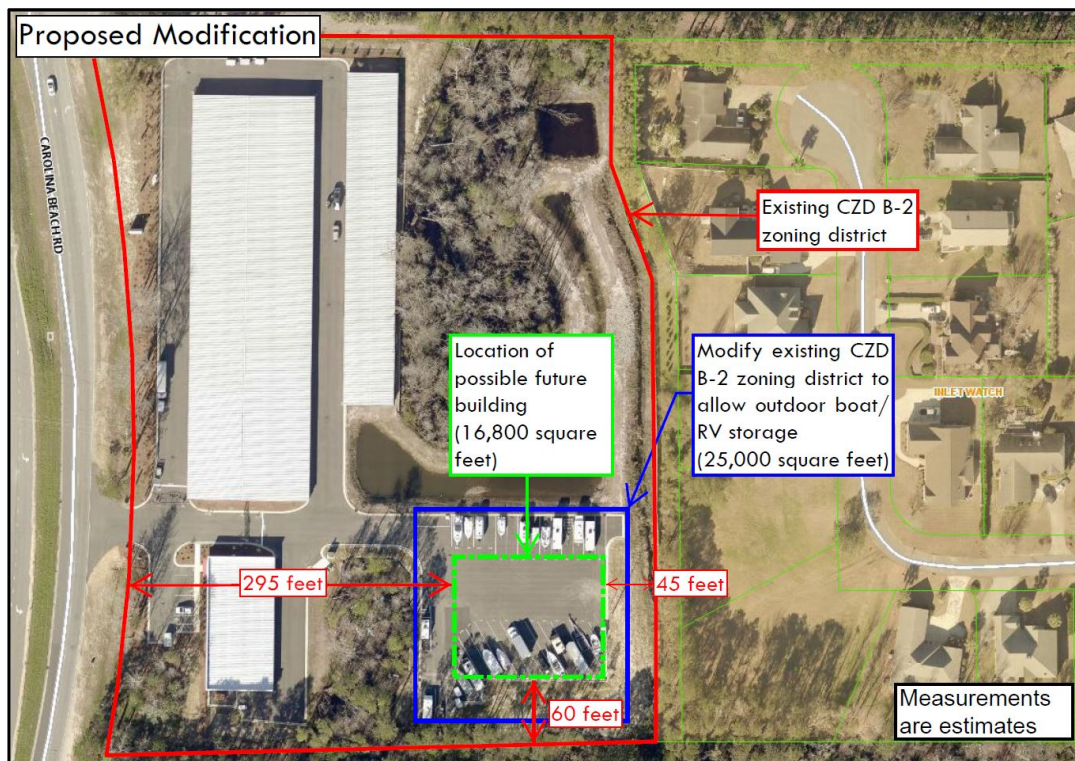 Proposed Modification
CAROLINA BEACH RD
Existing CZD B-2
zoning district
Location of
possible future
building
(16,800 square
feet)
Modify existing CZD
B-2 zoning district to
allow outdoor boat/
RV storage
(25,000 square feet)
INLET WATCH
295 feet
45 feet
60 feet
Measurements
are estimates